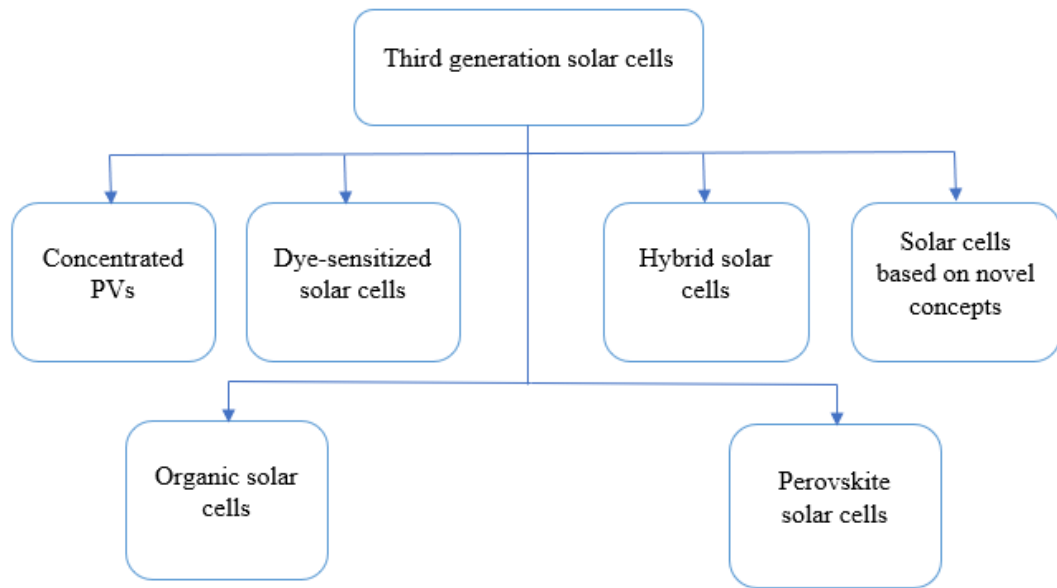 Third generation solar cells
Concentrated
PVs
Dye-sensitized
solar cells
Hybrid solar
cells
Solar cells
based on novel
concepts
Organic solar
cells
Perovskite
solar cells